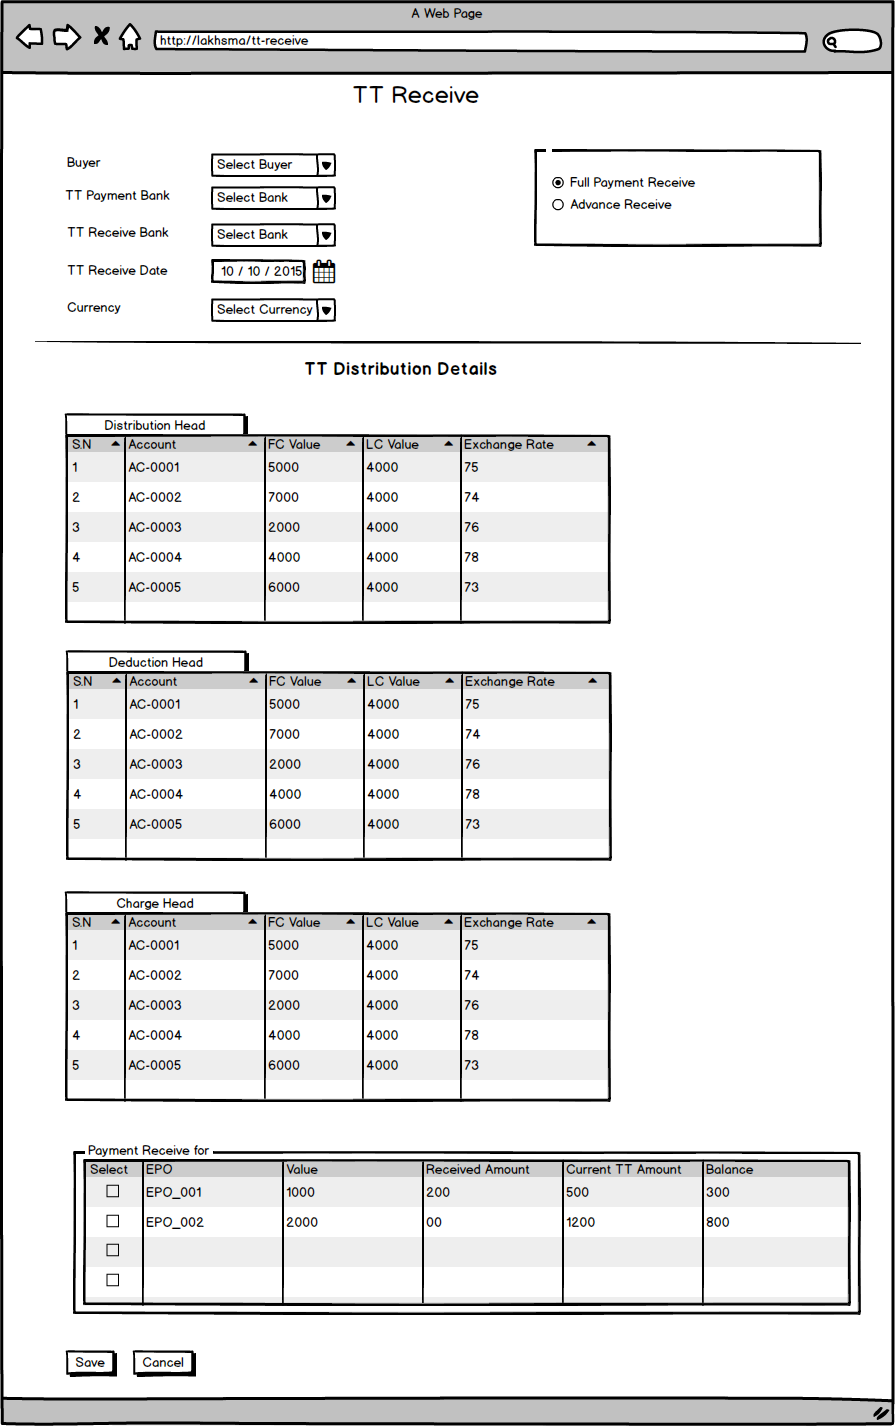 A Web Page
http://lakhsma/tt-receive
TT Receive
Buyer Select Buyer
TT Payment Bank Select Bank
TT Receive Bank Select Bank
TT Receive Date 10 / 10 / 2015
Currency Select Currency
Full Payment Receive
Advance Receive
TT Distribution Details
Distribution Head
S.N Account FC Value LC Value Exchange Rate
1 AC-0001 5000 4000 75
2 AC-0002 7000 4000 74
3 AC-0003 2000 4000 76
4 AC-0004 4000 4000 78
5 AC-0005 6000 4000 73
Deduction Head
S.N Account FC Value LC Value Exchange Rate
1 AC-0001 5000 4000 75
2 AC-0002 7000 4000 74
3 AC-0003 2000 4000 76
4 AC-0004 4000 4000 78
5 AC-0005 6000 4000 73
Charge Head
S.N Account FC Value LC Value Exchange Rate
1 AC-0001 5000 4000 75
2 AC-0002 7000 4000 74
3 AC-0003 2000 4000 76
4 AC-0004 4000 4000 78
5 AC-0005 6000 4000 73
Payment Receive for
Select EPO Value Received Amount Current TT Amount Balance
EPO_001 1000 200 500 300
EPO_002 2000 00 1200 800
Save Cancel